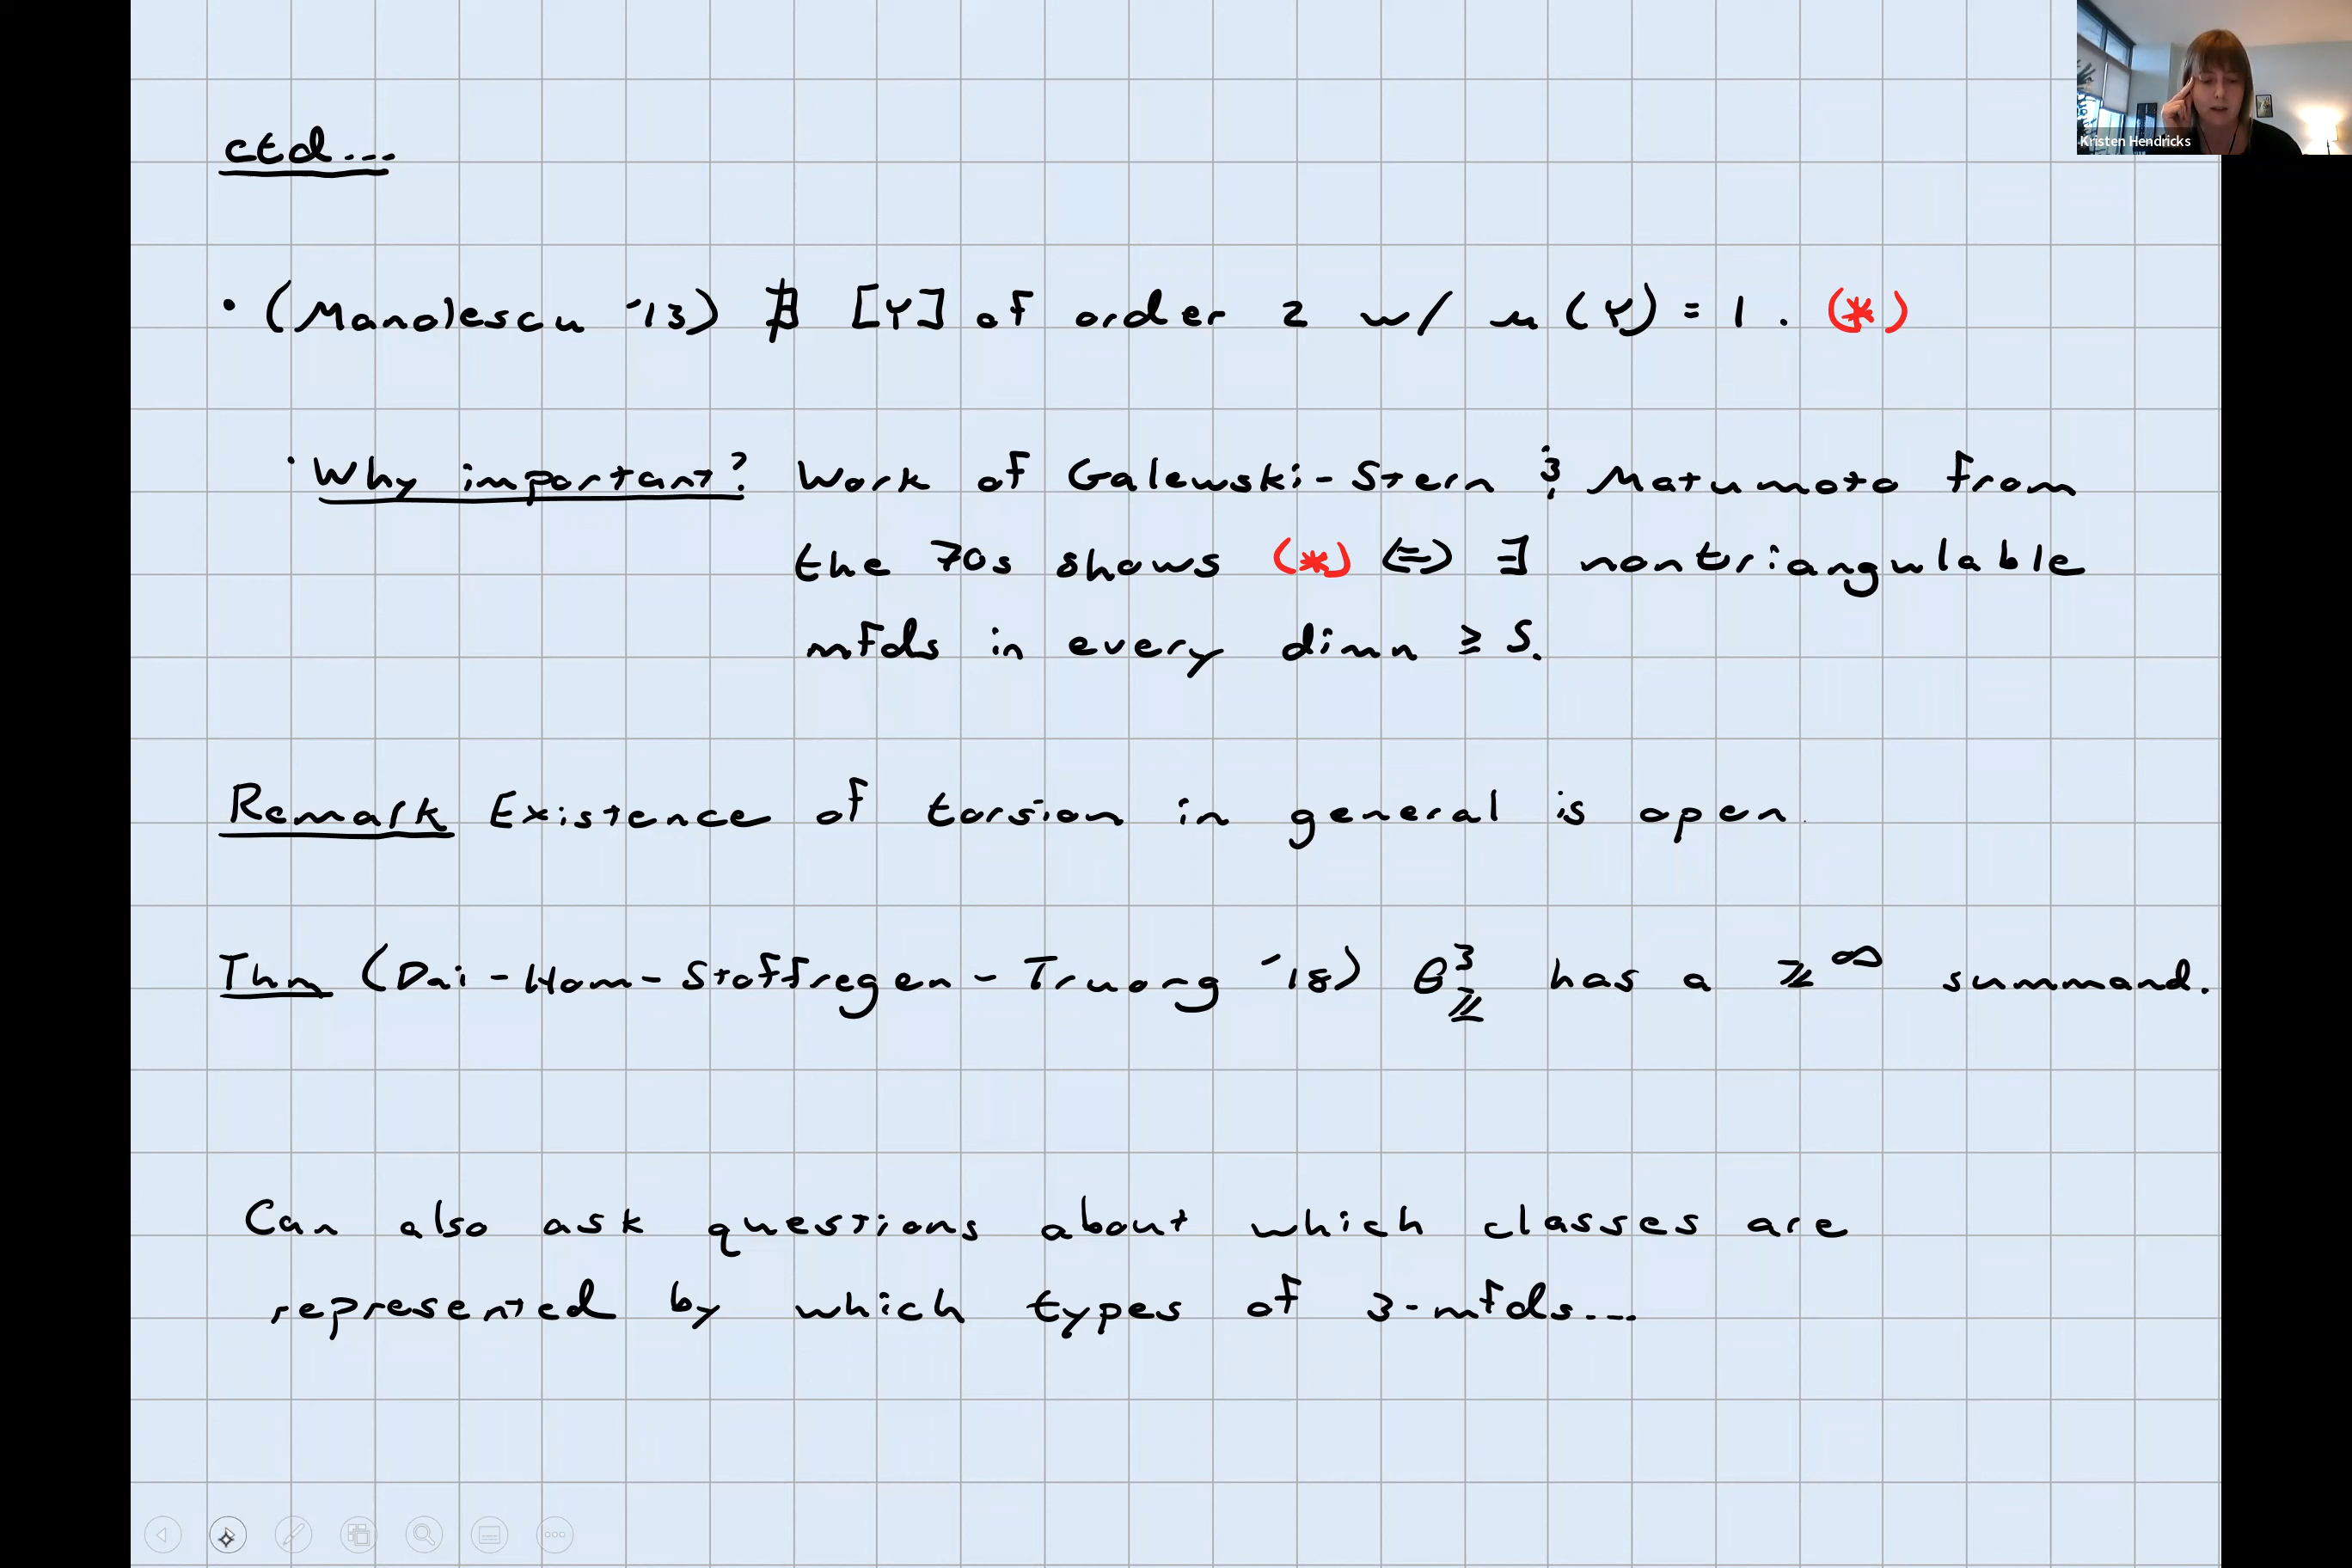 Kristen Hendricks
ctd...
• (Manolescu '13) ∄ [Y] of order 2 w/ μ(Y) = 1. (*)
• Why important? Work of Galewski-Stern & Matumoto from
the 70s shows (*) <=> ∃ nontriangulable
mfds in every dimn ≥ 5.
Remark Existence of torsion in general is open.
Thm (Dai-Hom-Stoffregen-Truong '18) θ³_ℤ has a ℤ^∞ summand.
Can also ask questions about which classes are
represented by which types of 3-mfds...